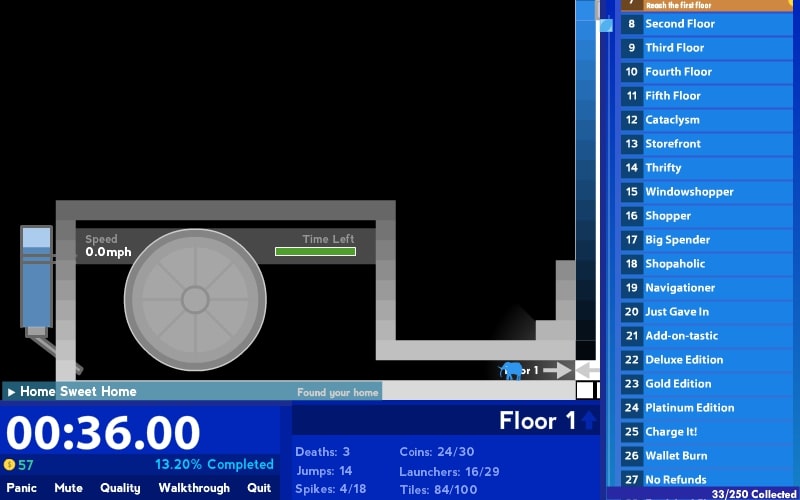 7
Reach the first floor
8 Second Floor
9 Third Floor
10 Fourth Floor
11 Fifth Floor
12 Cataclysm
13 Storefront
14 Thrifty
15 Windowshopper
16 Shopper
17 Big Spender
18 Shopaholic
19 Navigationer
20 Just Gave In
21 Add-on-tastic
22 Deluxe Edition
23 Gold Edition
24 Platinum Edition
25 Charge It!
26 Wallet Burn
27 No Refunds
33/250 Collected
Speed
0.0mph
Time Left
or 1
Home Sweet Home
Found your home
00:36.00
57
13.20% Completed
Panic Mute Quality Walkthrough Quit
Floor 1
Deaths: 3
Jumps: 14
Spikes: 4/18
Coins: 24/30
Launchers: 16/29
Tiles: 84/100